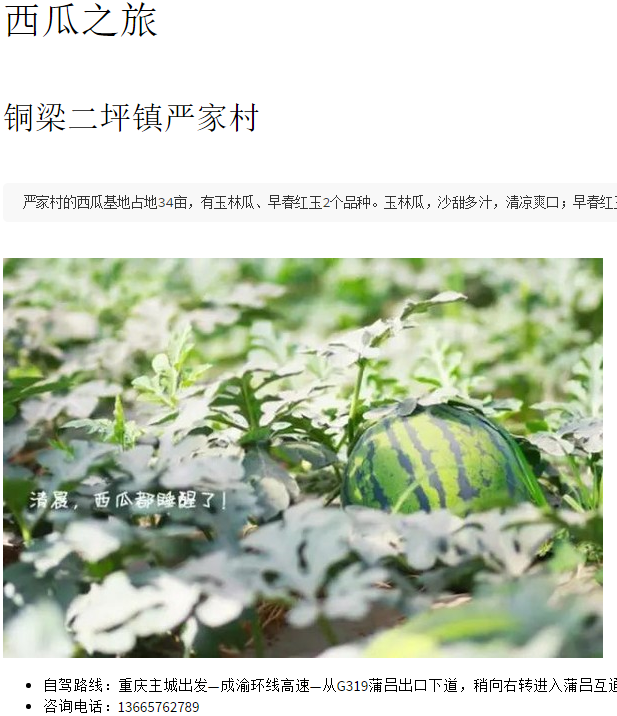 西瓜之旅
铜梁二坪镇严家村
严家村的西瓜基地占地34亩，有玉林瓜、早春红玉2个品种。玉林瓜，沙甜多汁，清凉爽口；早春红
清晨，西瓜都睡醒了！
自驾路线：重庆主城出发—成渝环线高速—从G319蒲吕出口下道，稍向右转进入蒲吕互
咨询电话：13665762789